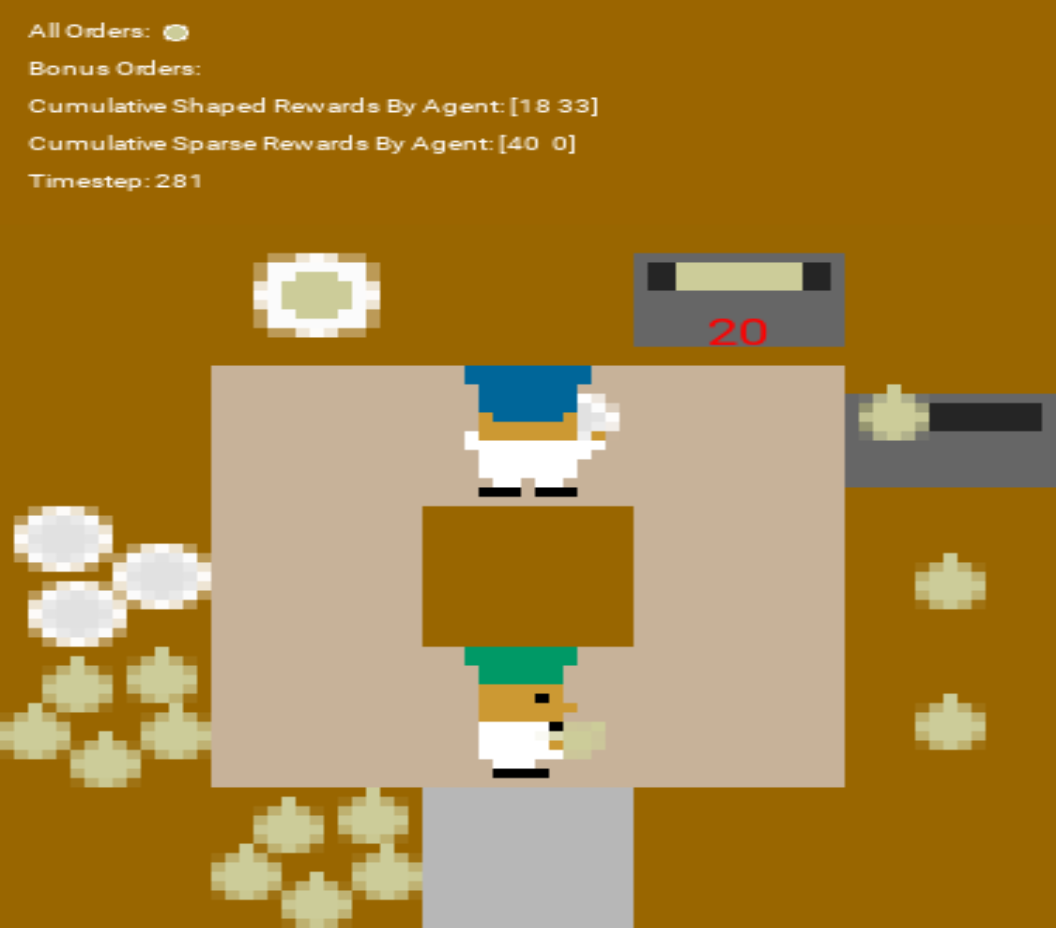 All Orders:
Bonus Orders:
Cumulative Shaped Rewards By Agent: [18 33]
Cumulative Sparse Rewards By Agent: [40  0]
Timestep: 281
20